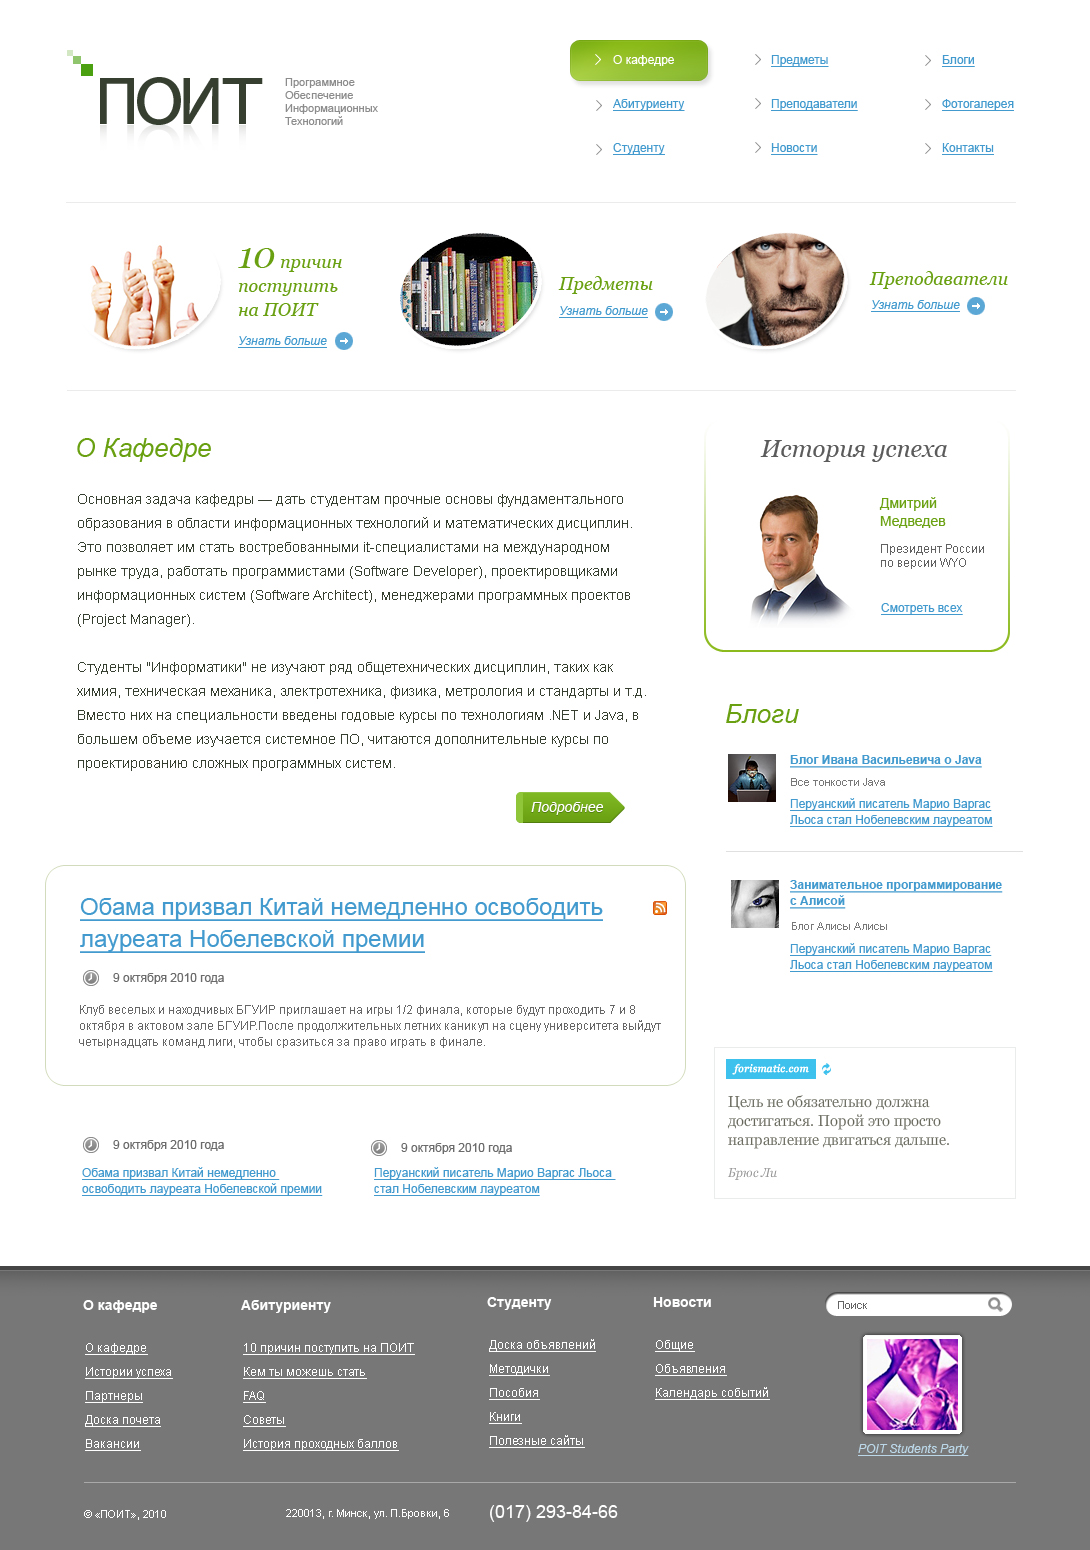 ПОИТ
Программное
Обеспечение
Информационных
Технологий
О кафедре
Предметы
Блоги
Абитуриенту
Преподаватели
Фотогалерея
Студенту
Новости
Контакты
10 причин
поступить
на ПОИТ
Узнать больше
Предметы
Узнать больше
Преподаватели
Узнать больше
О Кафедре
Основная задача кафедры — дать студентам прочные основы фундаментального
образования в области информационных технологий и математических дисциплин.
Это позволяет им стать востребованными it-специалистами на международном
рынке труда, работать программистами (Software Developer), проектировщиками
информационных систем (Software Architect), менеджерами программных проектов
(Project Manager).
Студенты "Информатики" не изучают ряд общетехнических дисциплин, таких как
химия, техническая механика, электротехника, физика, метрология и стандарты и т.д.
Вместо них на специальности введены годовые курсы по технологиям .NET и Java, в
большем объеме изучается системное ПО, читаются дополнительные курсы по
проектированию сложных программных систем.
Подробнее
История успеха
Дмитрий
Медведев
Президент России
по версии WYO
Смотреть всех
Блоги
Блог Ивана Васильевича о Java
Все тонкости Java
Перуанский писатель Марио Варгас
Льоса стал Нобелевским лауреатом
Занимательное программирование
с Алисой
Блог Алисы Алисы
Перуанский писатель Марио Варгас
Льоса стал Нобелевским лауреатом
Обама призвал Китай немедленно освободить
лауреата Нобелевской премии
9 октября 2010 года
Клуб веселых и находчивых БГУИР приглашает на игры 1/2 финала, которые будут проходить 7 и 8
октября в актовом зале БГУИР.После продолжительных летних каникул на сцену университета выйдут
четырнадцать команд лиги, чтобы сразиться за право играть в финале.
9 октября 2010 года
Обама призвал Китай немедленно
освободить лауреата Нобелевской премии
9 октября 2010 года
Перуанский писатель Марио Варгас Льоса
стал Нобелевским лауреатом
forismatic.com
Цель не обязательно должна
достигаться. Порой это просто
направление двигаться дальше.
Брюс Ли
О кафедре
О кафедре
Истории успеха
Партнеры
Доска почета
Вакансии
Абитуриенту
10 причин поступить на ПОИТ
Кем ты можешь стать
FAQ
Советы
История проходных баллов
Студенту
Доска объявлений
Методички
Пособия
Книги
Полезные сайты
Новости
Общие
Объявления
Календарь событий
Поиск
POIT Students Party
© «ПОИТ», 2010
220013, г. Минск, ул. П.Бровки, 6
(017) 293-84-66